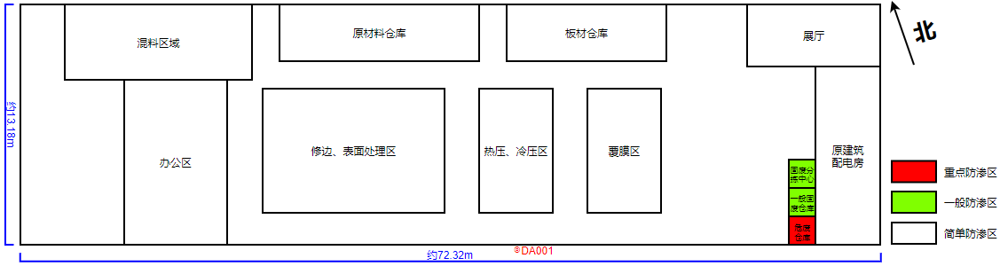 混料区域
原材料仓库
板材仓库
展厅
北
约13.18m
办公区
修边、表面处理区
热压、冷压区
覆膜区
原建筑
配电房
固废分
练中心
一般固
废仓库
危废
仓库
重点防渗区
一般防渗区
简单防渗区
约72.32m
◎DA001